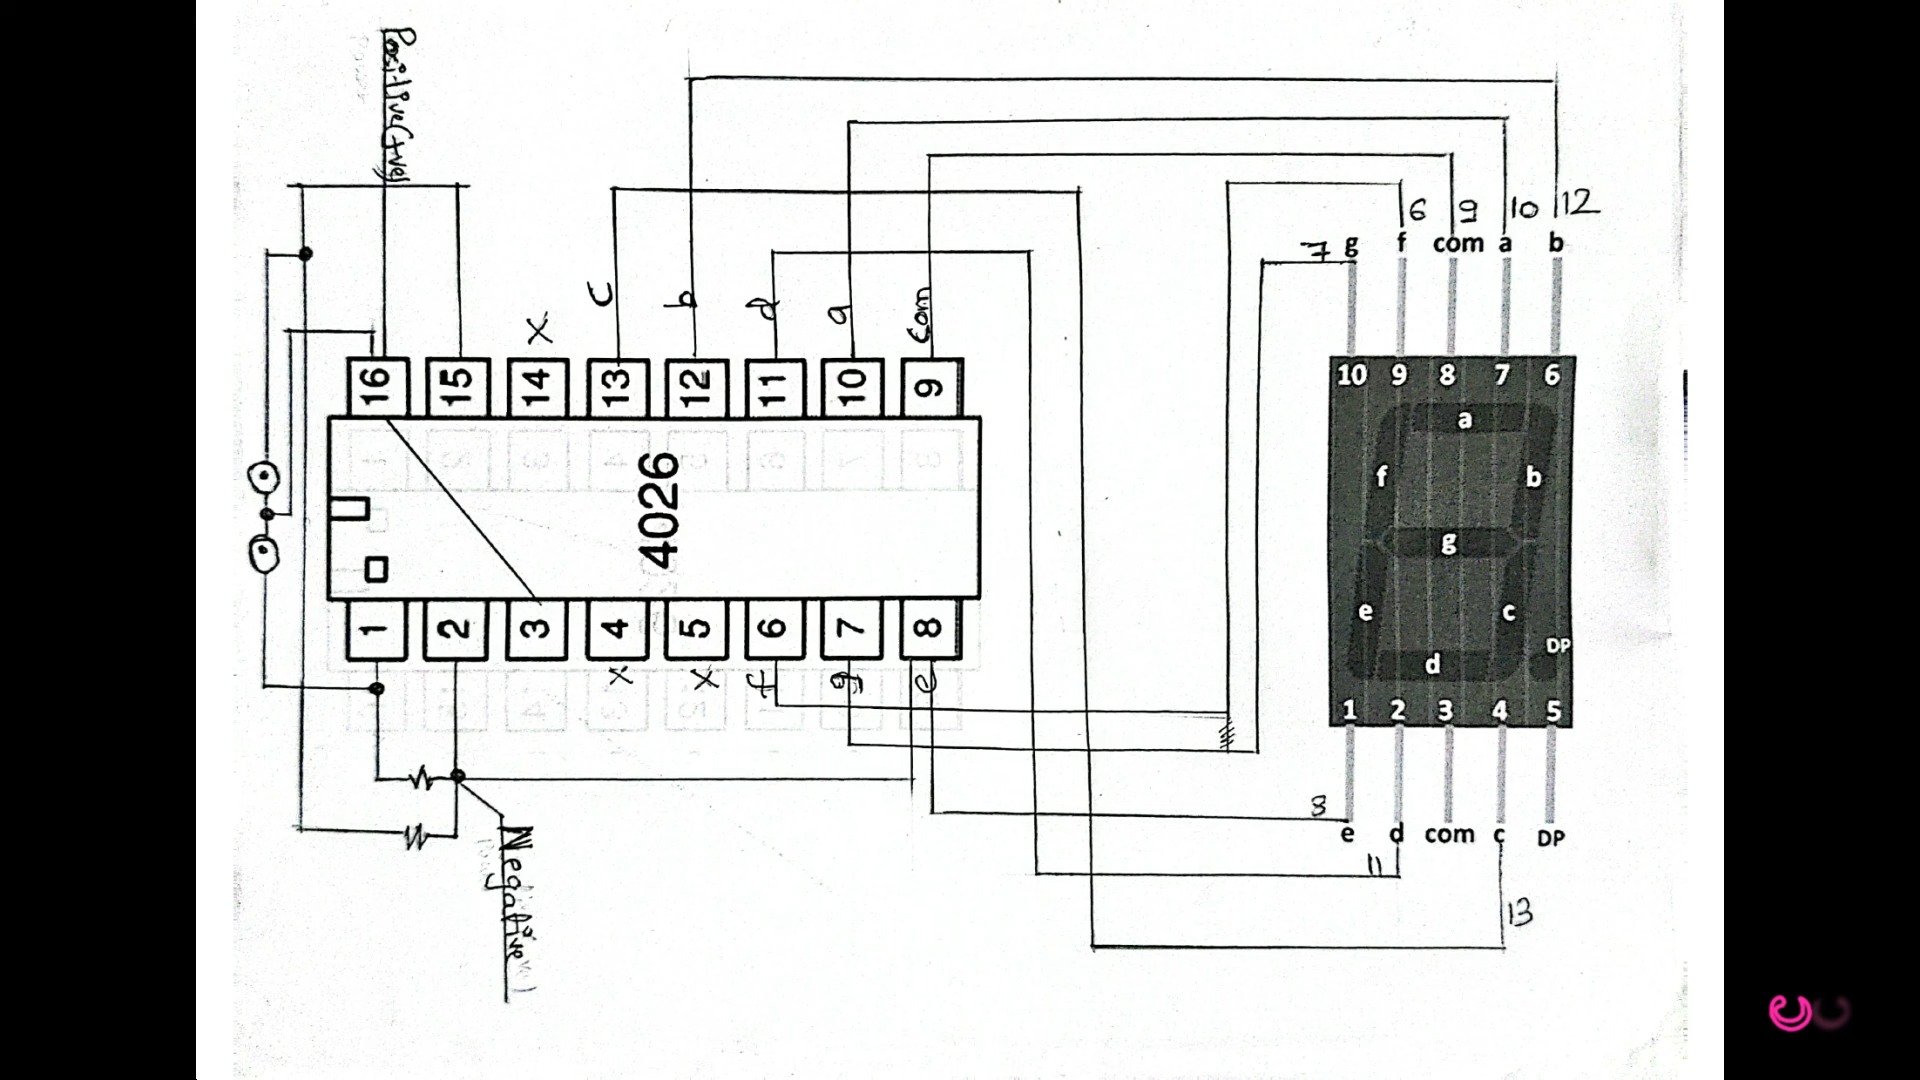 Positive(+ve)
6 9 10 12
7 g f com a b
c b d a com
X
16 15 14 13 12 11 10 9
10 9 8 7 6
a
f b
4026
g
e c
1 2 3 4 5 6 7 8
DP
d
X X f g e
1 2 3 4 5
8
e d com c DP
Negative
11
13